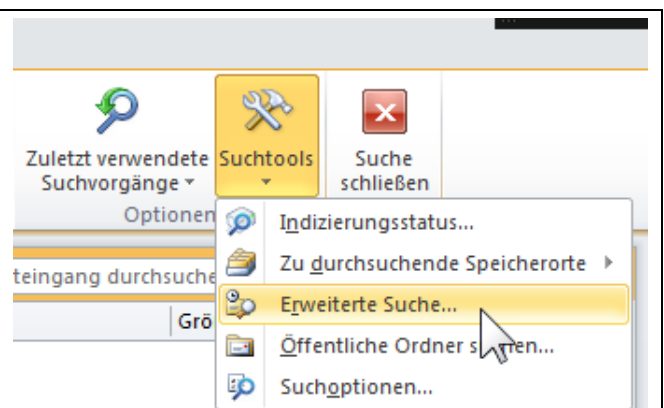 Zuletzt verwendete Suchvorgänge
Suchtools
Suche schließen
Optionen
Indizierungsstatus...
teingang durchsuche
Zu durchsuchende Speicherorte
Grö
Erweiterte Suche...
Öffentliche Ordner
Suchoptionen...